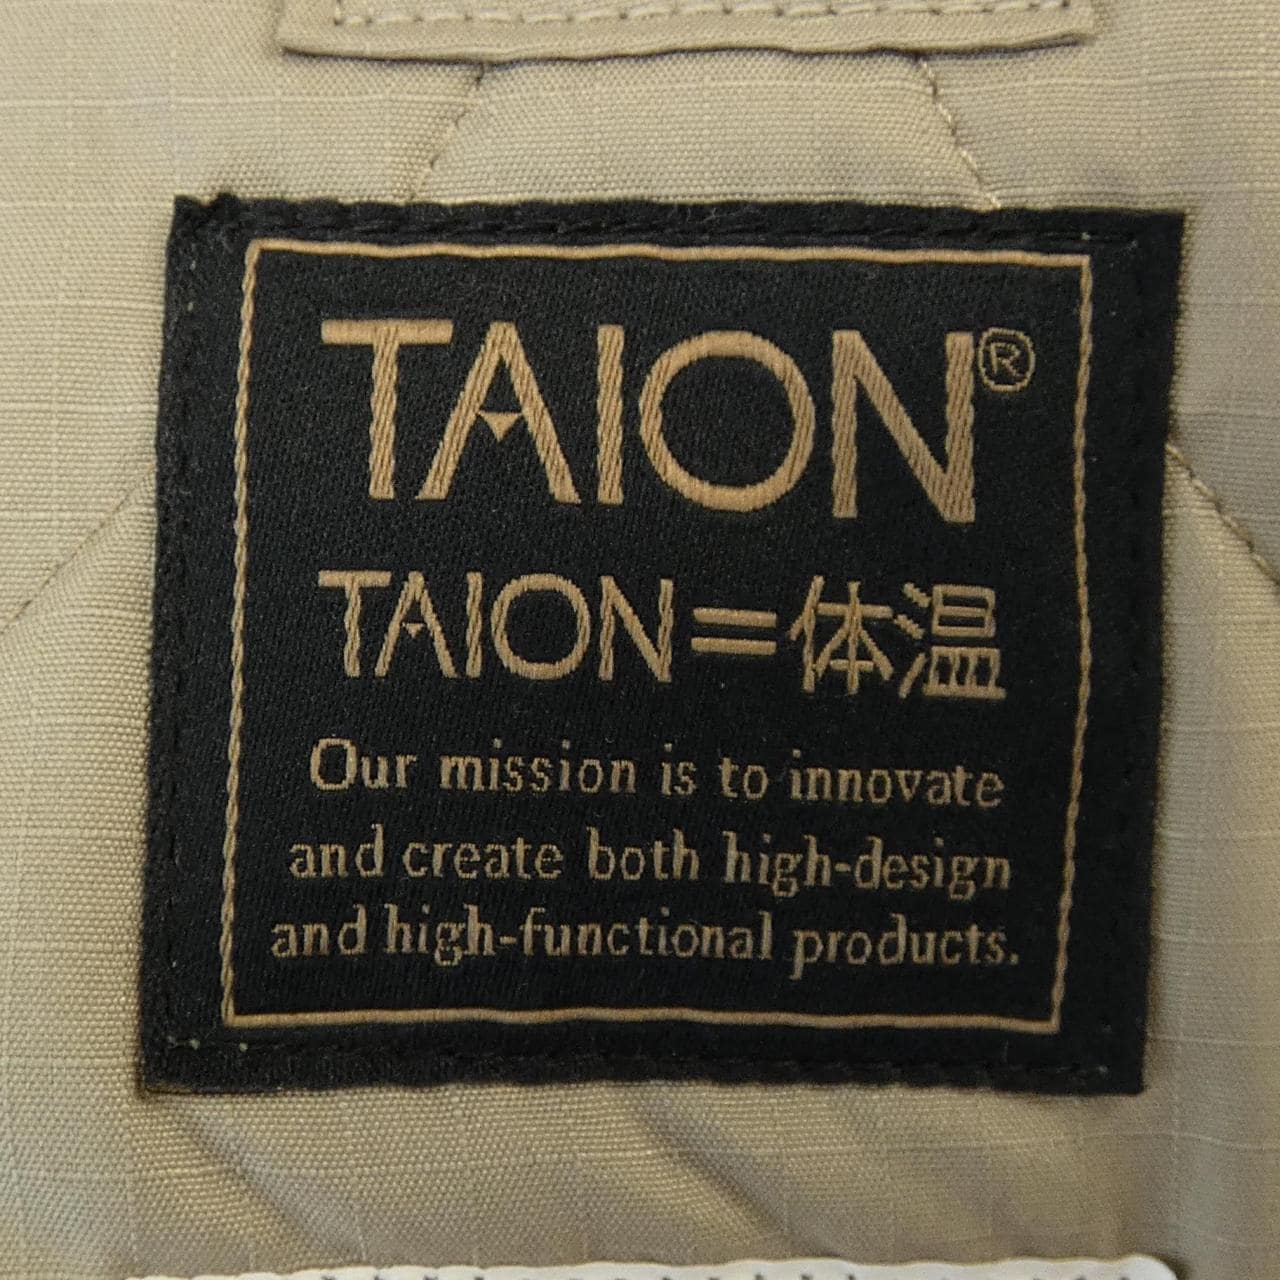 TAION®
TAION=体温
Our mission is to innovate
and create both high-design
and high-functional products.